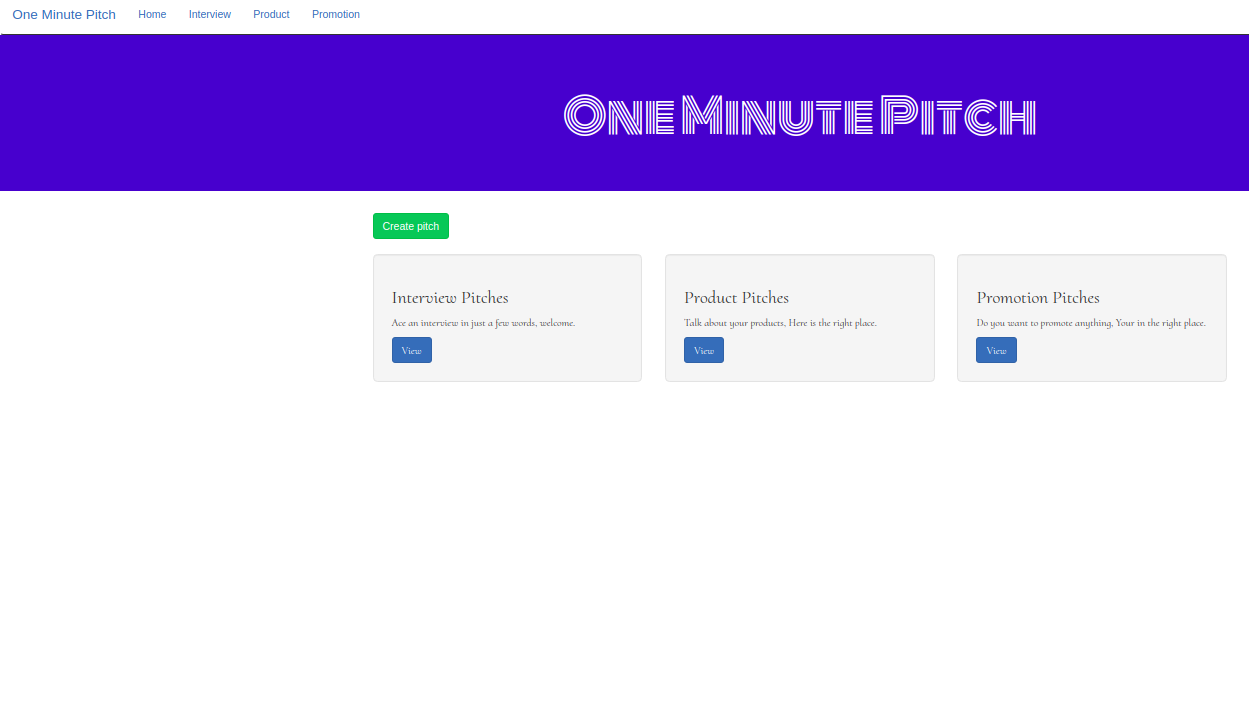 One Minute Pitch Home Interview Product Promotion
One Minute Pitch
Create pitch
Interview Pitches
Ace an interview in just a few words, welcome.
View
Product Pitches
Talk about your products, Here is the right place.
View
Promotion Pitches
Do you want to promote anything, Your in the right place.
View